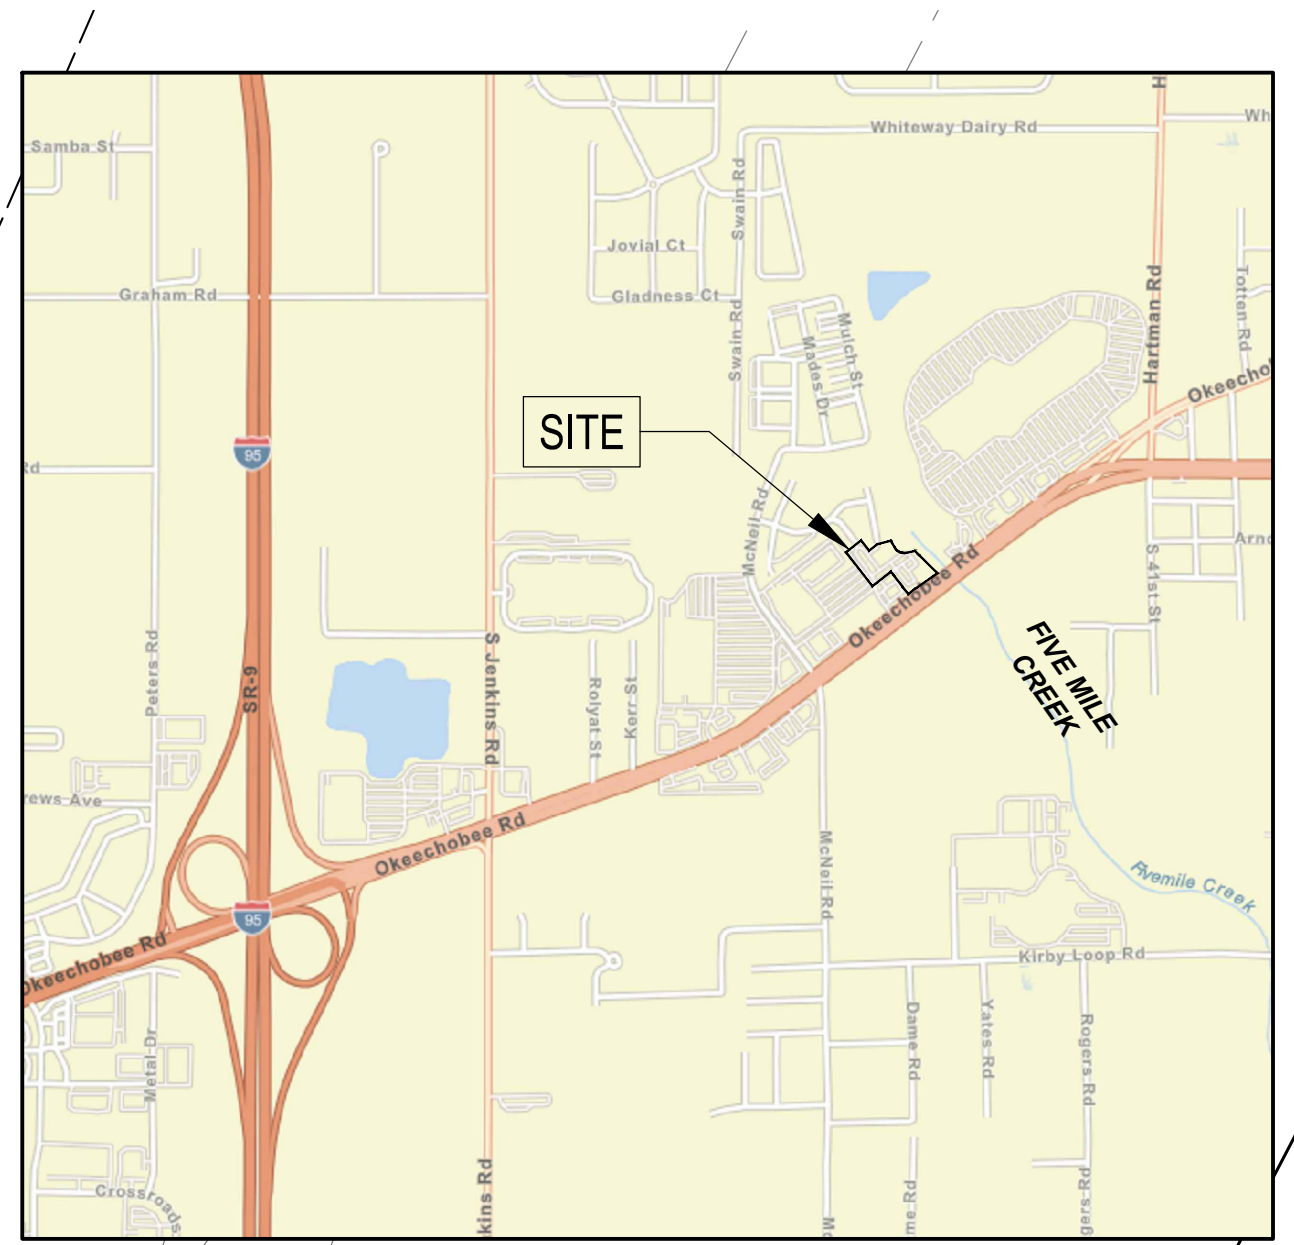 H
Wh
Whiteway Dairy Rd
Samba St
Swain Rd
Jovial Ct
Graham Rd
Gladness Ct
Hartman Rd
Totten Rd
Swain Rd
Mulch St
Mades Dr
Okeechob
SITE
95
Rd
McNeil Rd
Arno
S 41st St
Okeechobee Rd
FIVE MILE
CREEK
Peters Rd
SR-9
S Jenkins Rd
Rolyat St
Kerr St
rews Ave
Okeechobee Rd
McNeil Rd
Fivemile Creek
95
Okeechobee Rd
Kirby Loop Rd
Metal Dr
Dame Rd
Yates Rd
Rogers Rd
Crossroads
kins Rd
Mc
me Rd
gers Rd